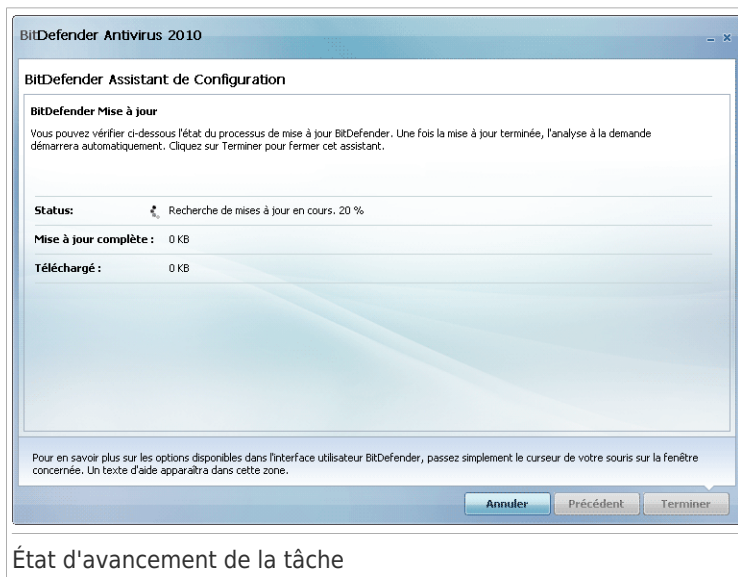 BitDefender Antivirus 2010
BitDefender Assistant de Configuration
BitDefender Mise à jour
Vous pouvez vérifier ci-dessous l'état du processus de mise à jour BitDefender. Une fois la mise à jour terminée, l'analyse à la demande
démarrera automatiquement. Cliquez sur Terminer pour fermer cet assistant.
Status: Recherche de mises à jour en cours. 20 %
Mise à jour complète : 0 KB
Téléchargé : 0 KB
Pour en savoir plus sur les options disponibles dans l'interface utilisateur BitDefender, passez simplement le curseur de votre souris sur la fenêtre
concernée. Un texte d'aide apparaîtra dans cette zone.
Annuler Précédent Terminer
État d'avancement de la tâche